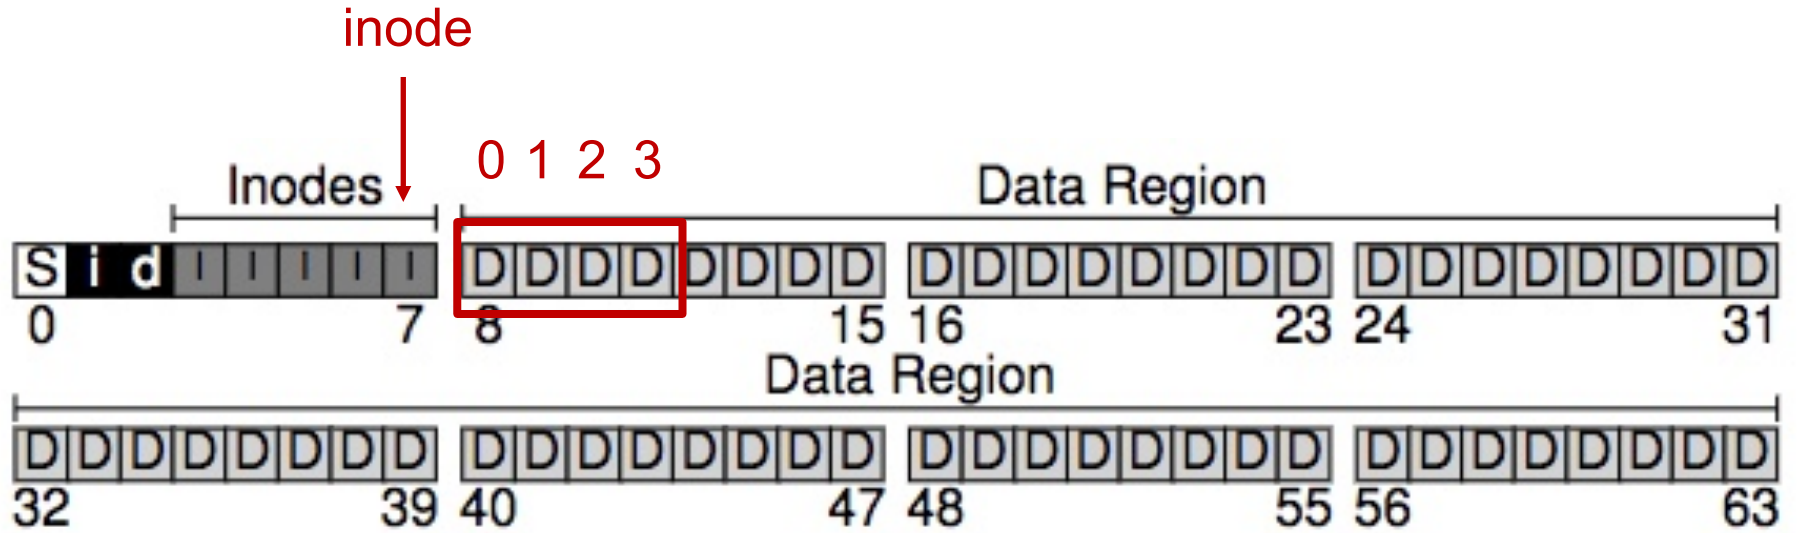 inode
0 1 2 3
Inodes Data Region
S i d I I I I I D D D D D D D D D D D D D D D D D D D D D D D D
0 7 8 15 16 23 24 31
Data Region
D D D D D D D D D D D D D D D D D D D D D D D D D D D D D D D D
32 39 40 47 48 55 56 63